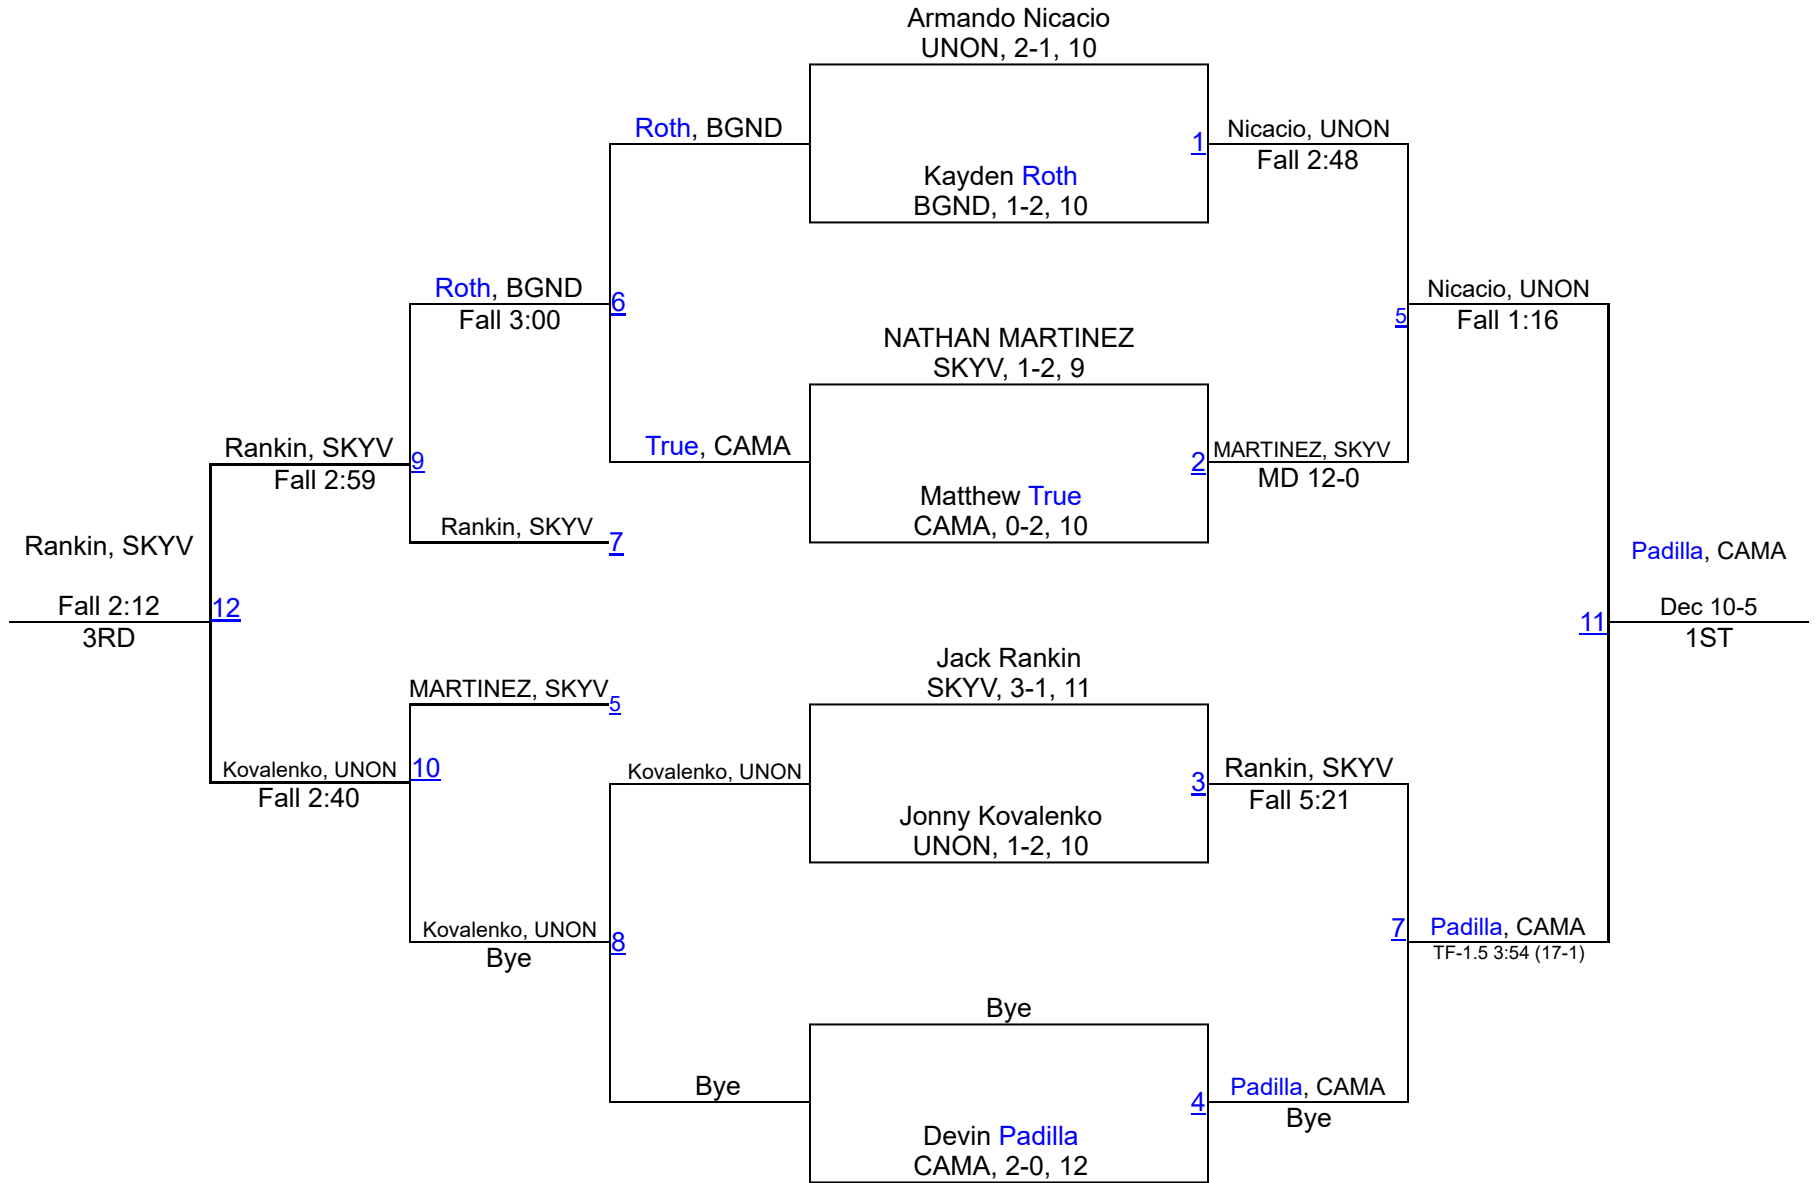 Armando Nicacio
UNON, 2-1, 10
Roth, BGND
1
Nicacio, UNON
Fall 2:48
Kayden Roth
BGND, 1-2, 10
Roth, BGND
Fall 3:00
6
Nicacio, UNON
Fall 1:16
5
NATHAN MARTINEZ
SKYV, 1-2, 9
Rankin, SKYV
Fall 2:59
9
True, CAMA
2
MARTINEZ, SKYV
MD 12-0
Matthew True
CAMA, 0-2, 10
Rankin, SKYV
7
Rankin, SKYV
Fall 2:12
3RD
12
Padilla, CAMA
Dec 10-5
1ST
11
Jack Rankin
SKYV, 3-1, 11
MARTINEZ, SKYV
5
Kovalenko, UNON
Fall 2:40
10
Kovalenko, UNON
3
Rankin, SKYV
Fall 5:21
Jonny Kovalenko
UNON, 1-2, 10
Kovalenko, UNON
Bye
8
7
Padilla, CAMA
TF-1.5 3:54 (17-1)
Bye
Bye
4
Padilla, CAMA
Bye
Devin Padilla
CAMA, 2-0, 12